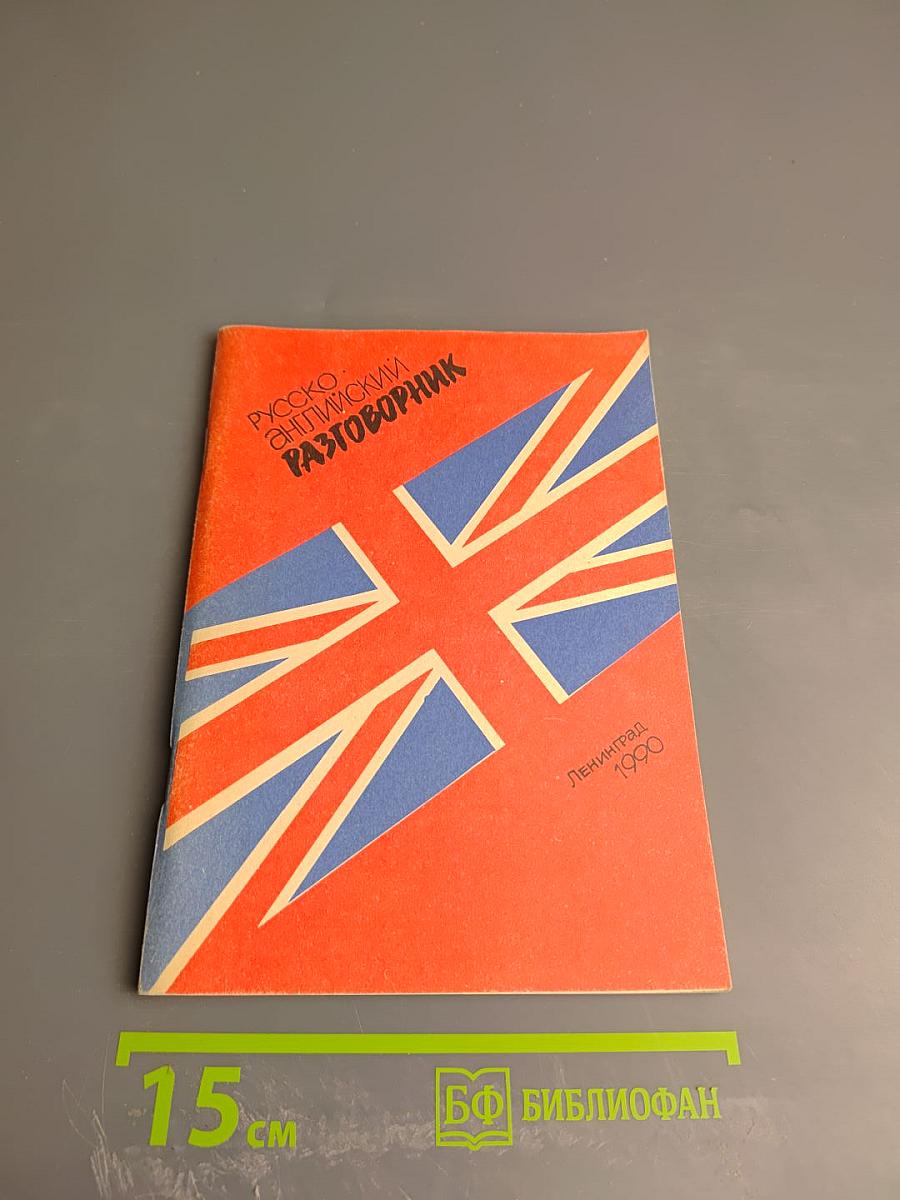 РУССКО.
аНГЛИЙСКИЙ
РАЗГОВОРНИК
Ленинград
1990
15 см
БФ БИБЛИОФАН